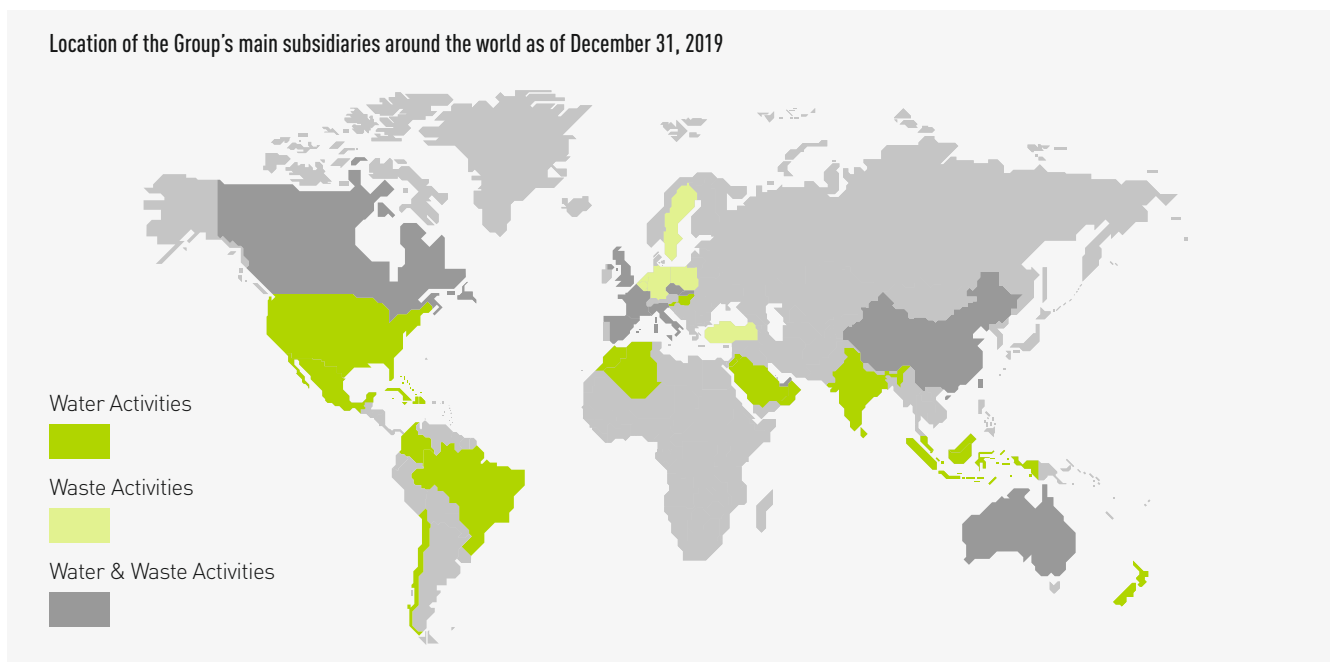 Location of the Group's main subsidiaries around the world as of December 31, 2019
Water Activities
Waste Activities
Water & Waste Activities